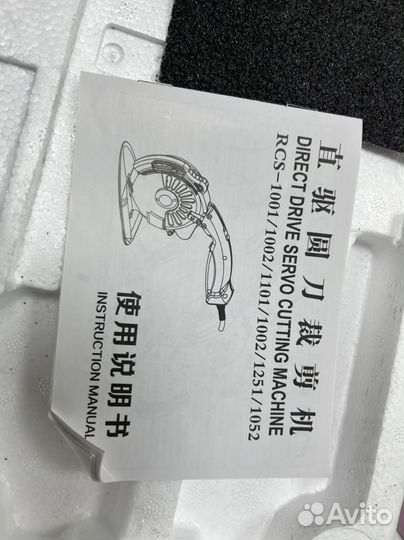 直驱圆刀裁剪机
DIRECT DRIVE SERVO CUTTING MACHINE
RCS-1001/1002/1101/1002/1251/1052
使用说明书
INSTRUCTION MANUAL
Avito